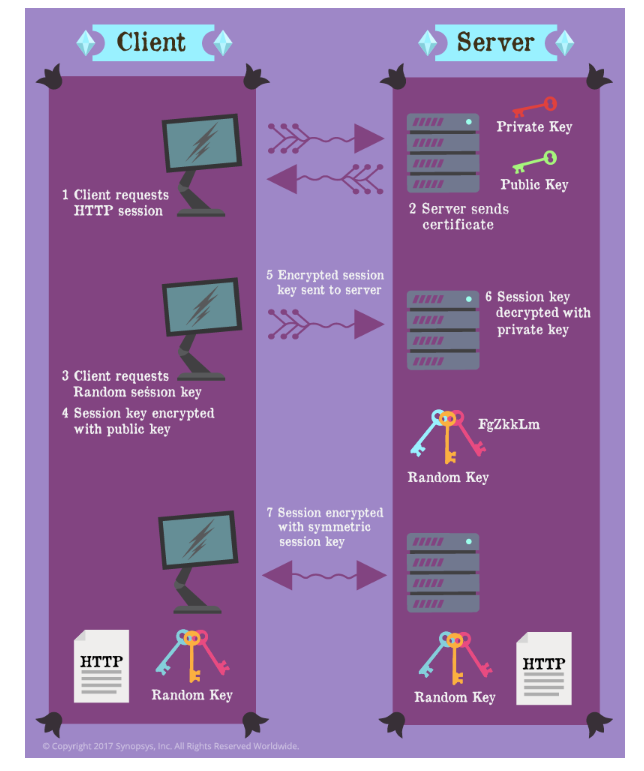 Client
Server
Private Key
Public Key
1 Client requests
HTTP session
2 Server sends
certificate
5 Encrypted session
key sent to server
6 Session key
decrypted with
private key
3 Client requests
Random session key
4 Session key encrypted
with public key
FgZkkLm
Random Key
7 Session encrypted
with symmetric
session key
HTTP
Random Key
Random Key
HTTP
© Copyright 2017 Synopsys, Inc. All Rights Reserved Worldwide.